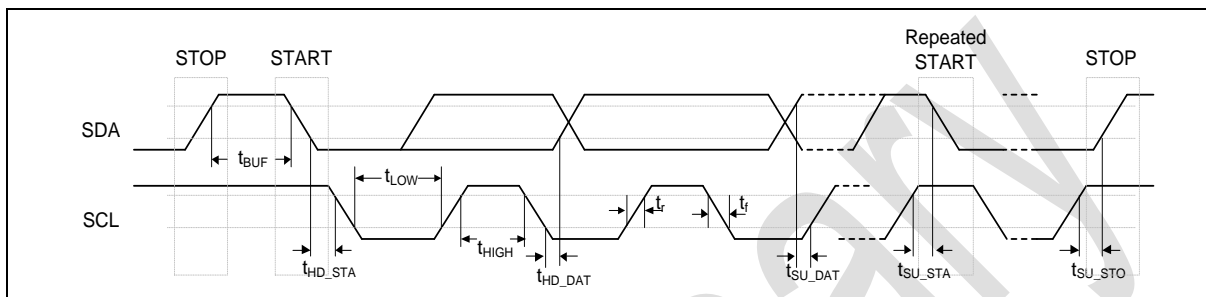 STOP
START
Repeated
START
STOP
SDA
tBUF
tLOW
SCL
tr
tf
tHD_STA
tHIGH
tHD_DAT
tSU_DAT
tSU_STA
tSU_STO